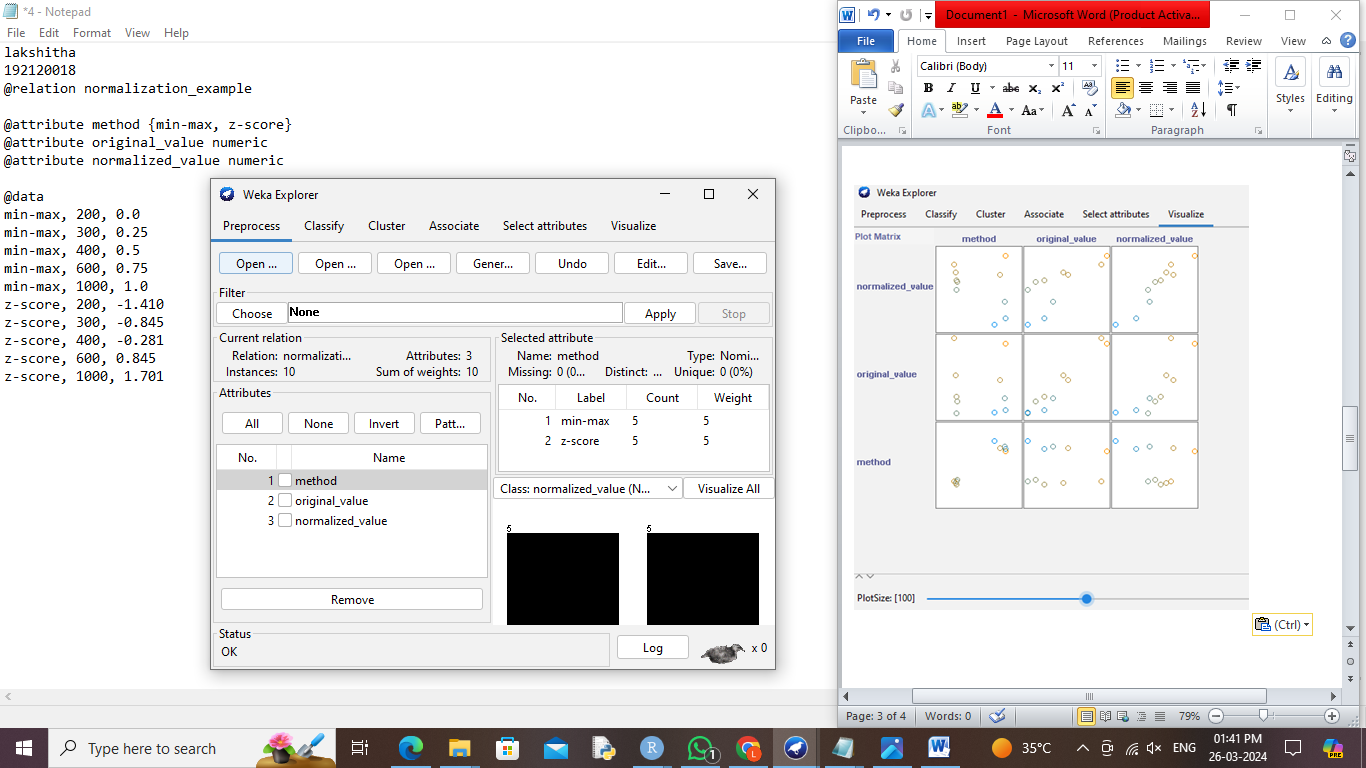 *4 - Notepad
File Edit Format View Help
lakshitha
192120018
@relation normalization_example
@attribute method {min-max, z-score}
@attribute original_value numeric
@attribute normalized_value numeric
@data
min-max, 200, 0.0
min-max, 300, 0.25
min-max, 400, 0.5
min-max, 600, 0.75
min-max, 1000, 1.0
z-score, 200, -1.410
z-score, 300, -0.845
z-score, 400, -0.281
z-score, 600, 0.845
z-score, 1000, 1.701
Weka Explorer
Preprocess Classify Cluster Associate Select attributes Visualize
Open ... Open ... Open ... Gener... Undo Edit... Save...
Filter
Choose None Apply Stop
Current relation
Relation: normalizati... Attributes: 3
Instances: 10 Sum of weights: 10
Attributes
All None Invert Patt...
No. Name
1 method
2 original_value
3 normalized_value
Remove
Selected attribute
Name: method Type: Nomi...
Missing: 0 (0... Distinct: ... Unique: 0 (0%)
No. Label Count Weight
1 min-max 5 5
2 z-score 5 5
Class: normalized_value (N... Visualize All
5 5
Status
OK
Log x 0
Document1 - Microsoft Word (Product Activa...
File Home Insert Page Layout References Mailings Review View
Calibri (Body) 11
Paste
B I U abc x₂ x²
A ab A Aa A A
Styles Editing
Clipbo... Font Paragraph
Weka Explorer
Preprocess Classify Cluster Associate Select attributes Visualize
Plot Matrix method original_value normalized_value
normalized_value
original_value
method
PlotSize: [100]
(Ctrl)
Page: 3 of 4 Words: 0 79%
Type here to search
R
1
L
W
35°C
ENG
01:41 PM
26-03-2024
PRE